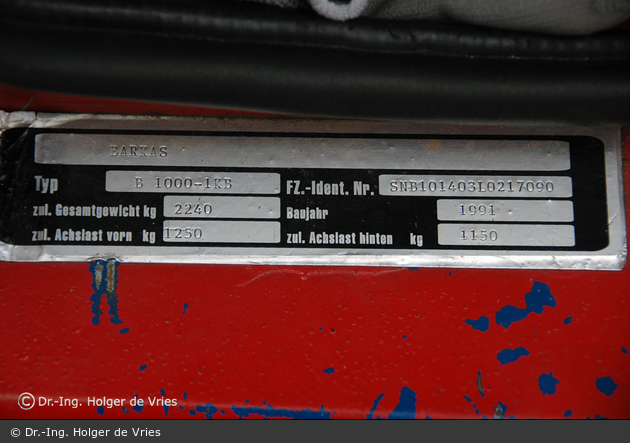 BARKAS
Typ B 1000-1KB FZ.-Ident. Nr. SNB101403L0217090
zul. Gesamtgewicht kg 2240 Baujahr 1991
zul. Achslast vorn kg 1250 zul. Achslast hinten kg 1150
© Dr.-Ing. Holger de Vries
© Dr.-Ing. Holger de Vries